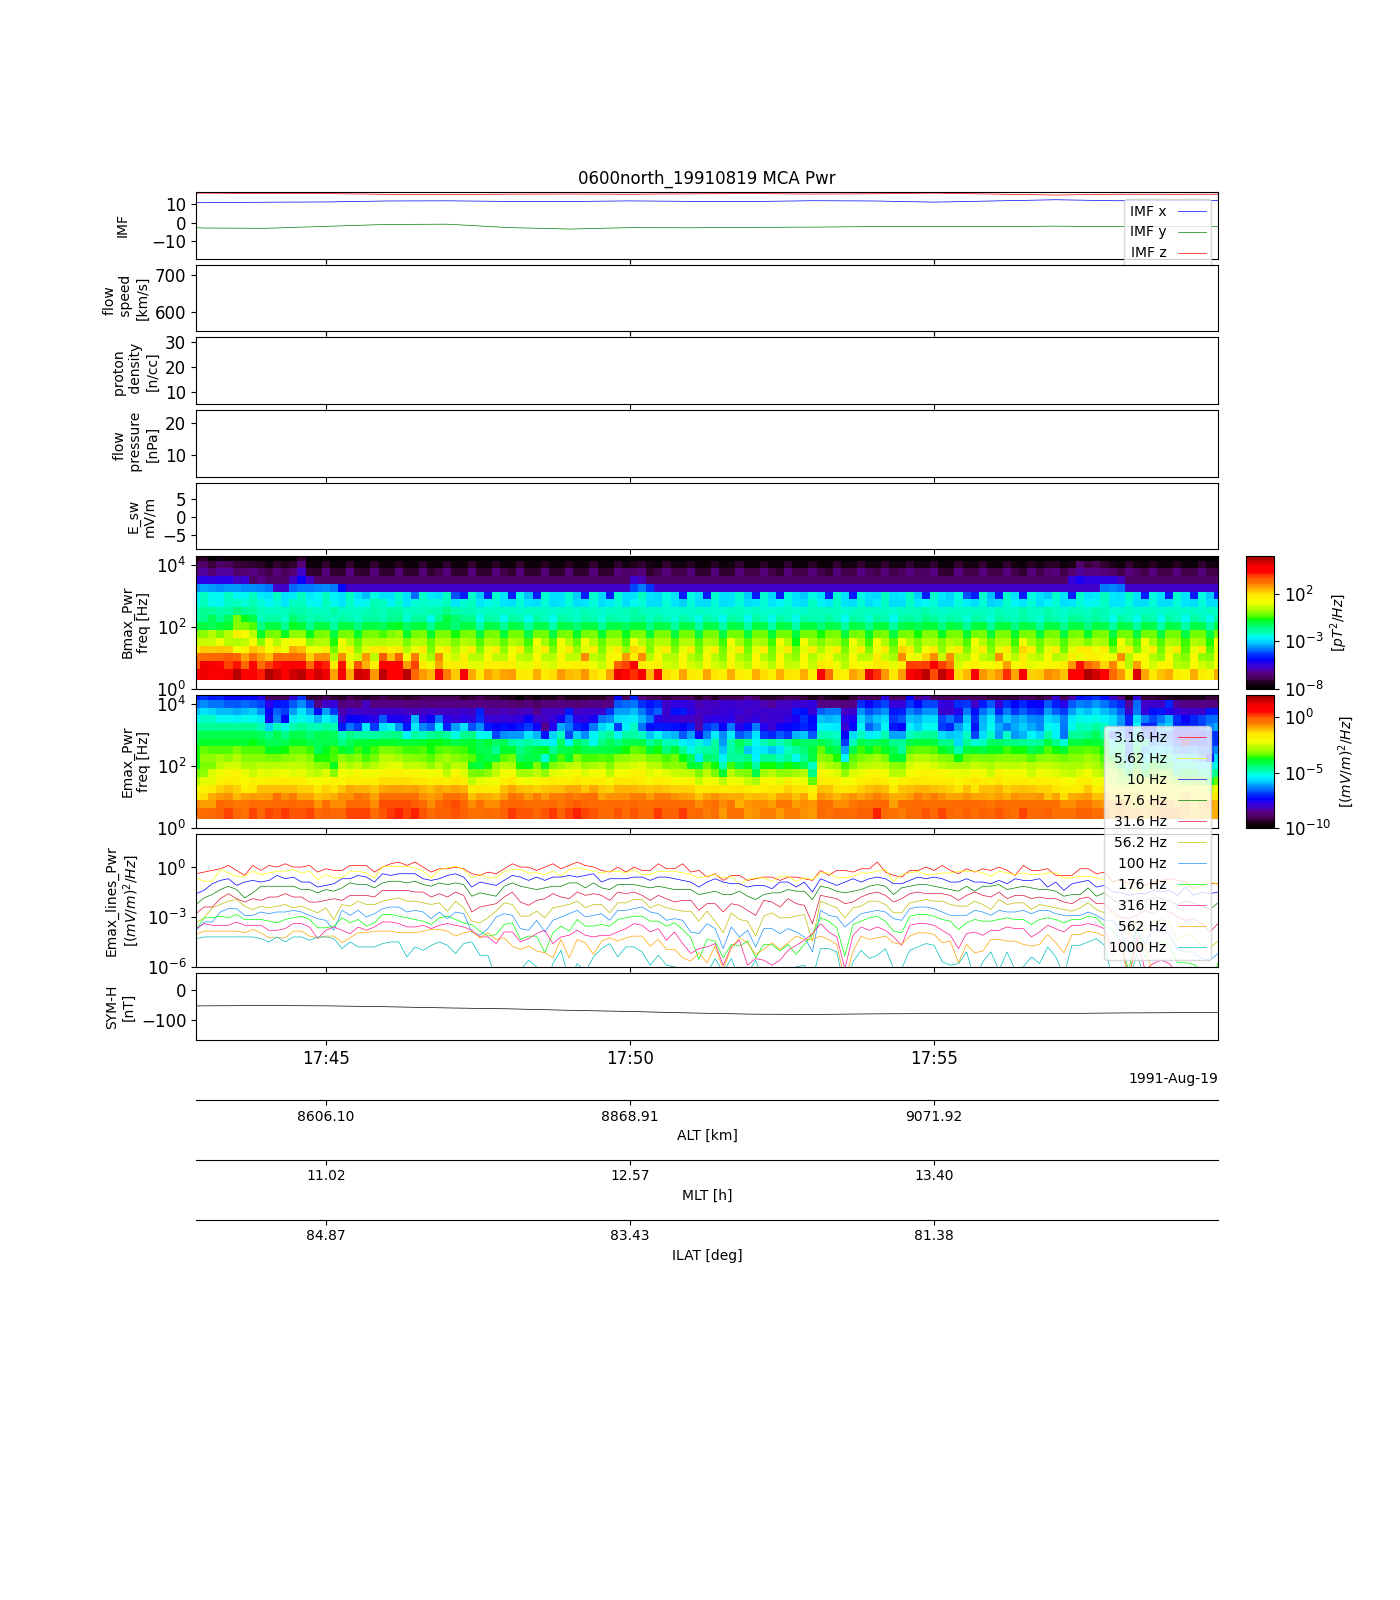 0600north_19910819 MCA Pwr
IMF
10
0
−10
IMF x
IMF y
IMF z
flow
speed
[km/s]
700
600
proton
density
[n/cc]
30
20
10
flow
pressure
[nPa]
20
10
E_sw
mV/m
5
0
−5
Bmax_Pwr
freq [Hz]
10^4
10^2
10^0
10^2
10^−3
10^−8
[pT^2/Hz]
Emax_Pwr
freq [Hz]
10^4
10^2
10^0
10^0
10^−5
10^−10
[(mV/m)^2/Hz]
3.16 Hz
5.62 Hz
10 Hz
17.6 Hz
31.6 Hz
56.2 Hz
100 Hz
176 Hz
316 Hz
562 Hz
1000 Hz
Emax_lines_Pwr
[(mV/m)^2/Hz]
10^0
10^−3
10^−6
SYM-H
[nT]
0
−100
17:45 17:50 17:55
1991-Aug-19
8606.10 8868.91 9071.92
ALT [km]
11.02 12.57 13.40
MLT [h]
84.87 83.43 81.38
ILAT [deg]